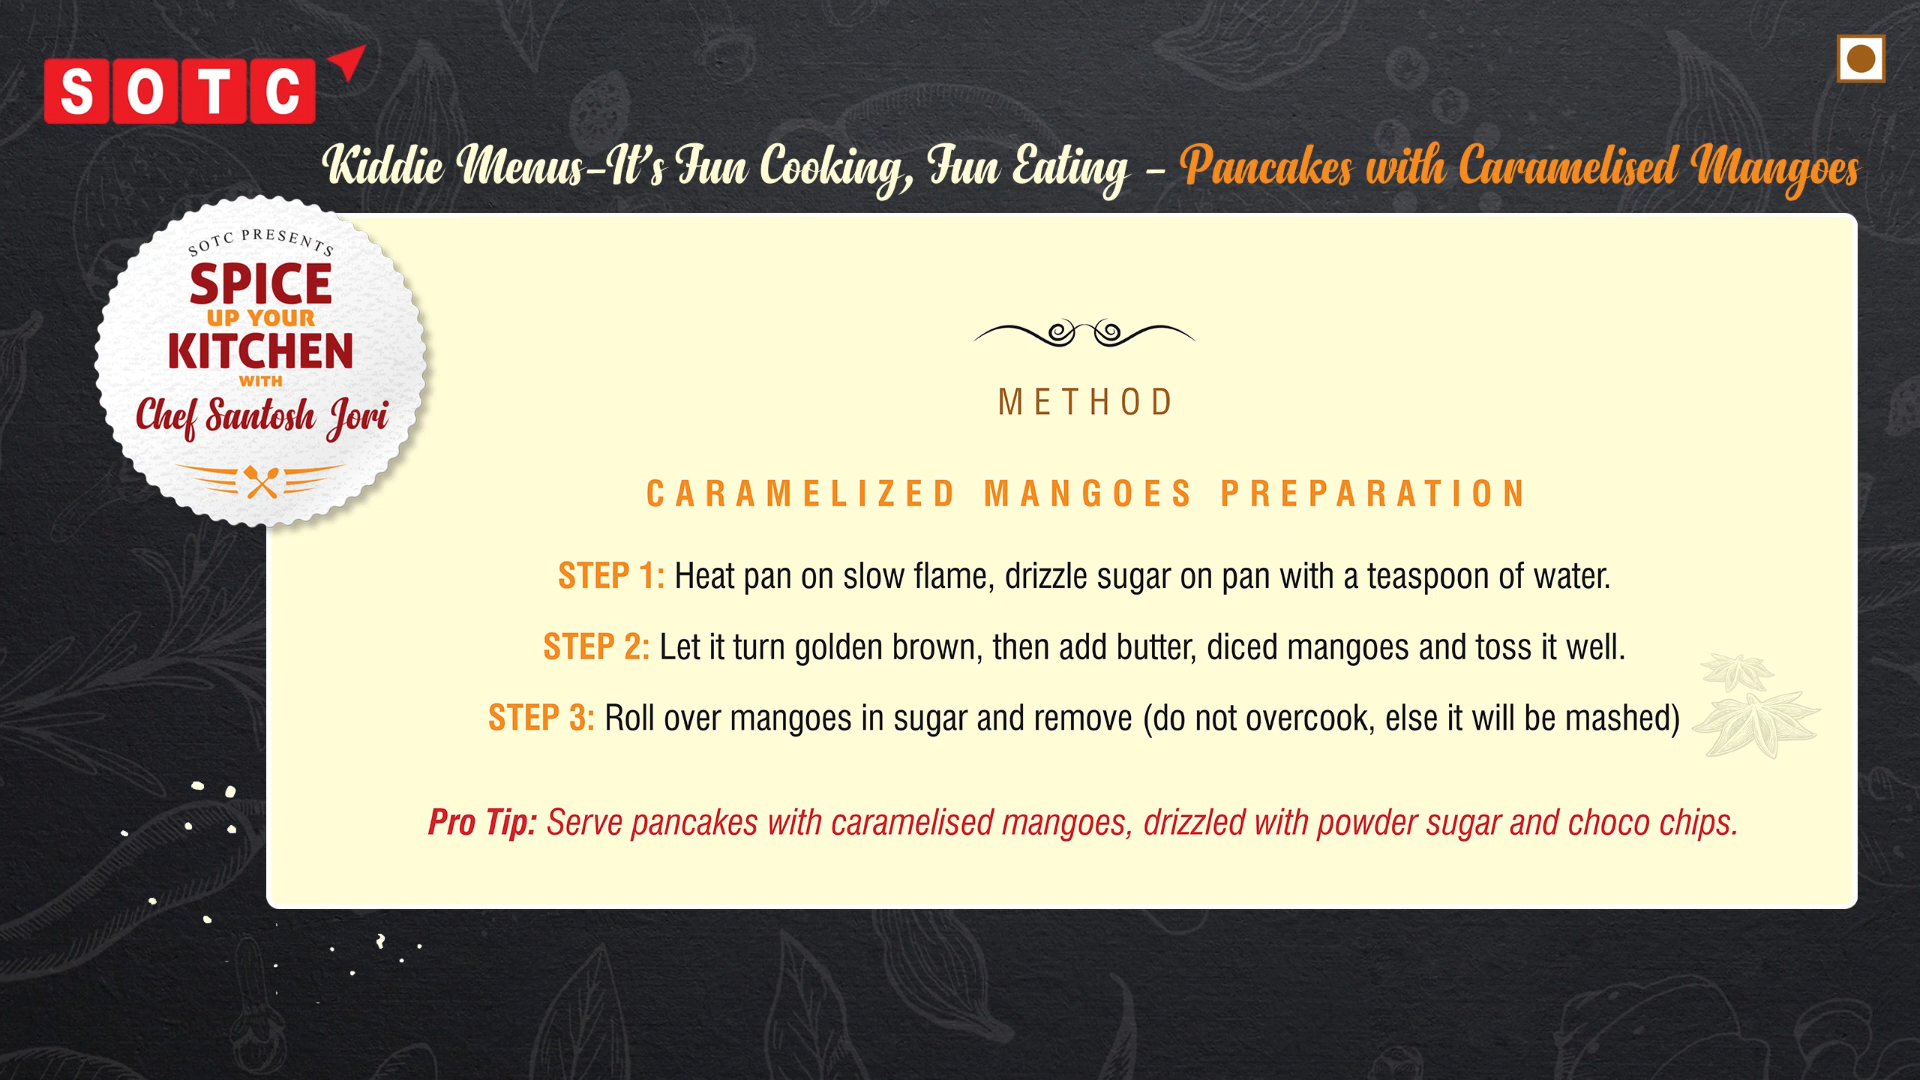 SOTC
Kiddie Menus–It's Fun Cooking, Fun Eating – Pancakes with Caramelised Mangoes
SOTC PRESENTS
SPICE
UP YOUR
KITCHEN
WITH
Chef Santosh Jori
METHOD
CARAMELIZED MANGOES PREPARATION
STEP 1: Heat pan on slow flame, drizzle sugar on pan with a teaspoon of water.
STEP 2: Let it turn golden brown, then add butter, diced mangoes and toss it well.
STEP 3: Roll over mangoes in sugar and remove (do not overcook, else it will be mashed)
Pro Tip: Serve pancakes with caramelised mangoes, drizzled with powder sugar and choco chips.